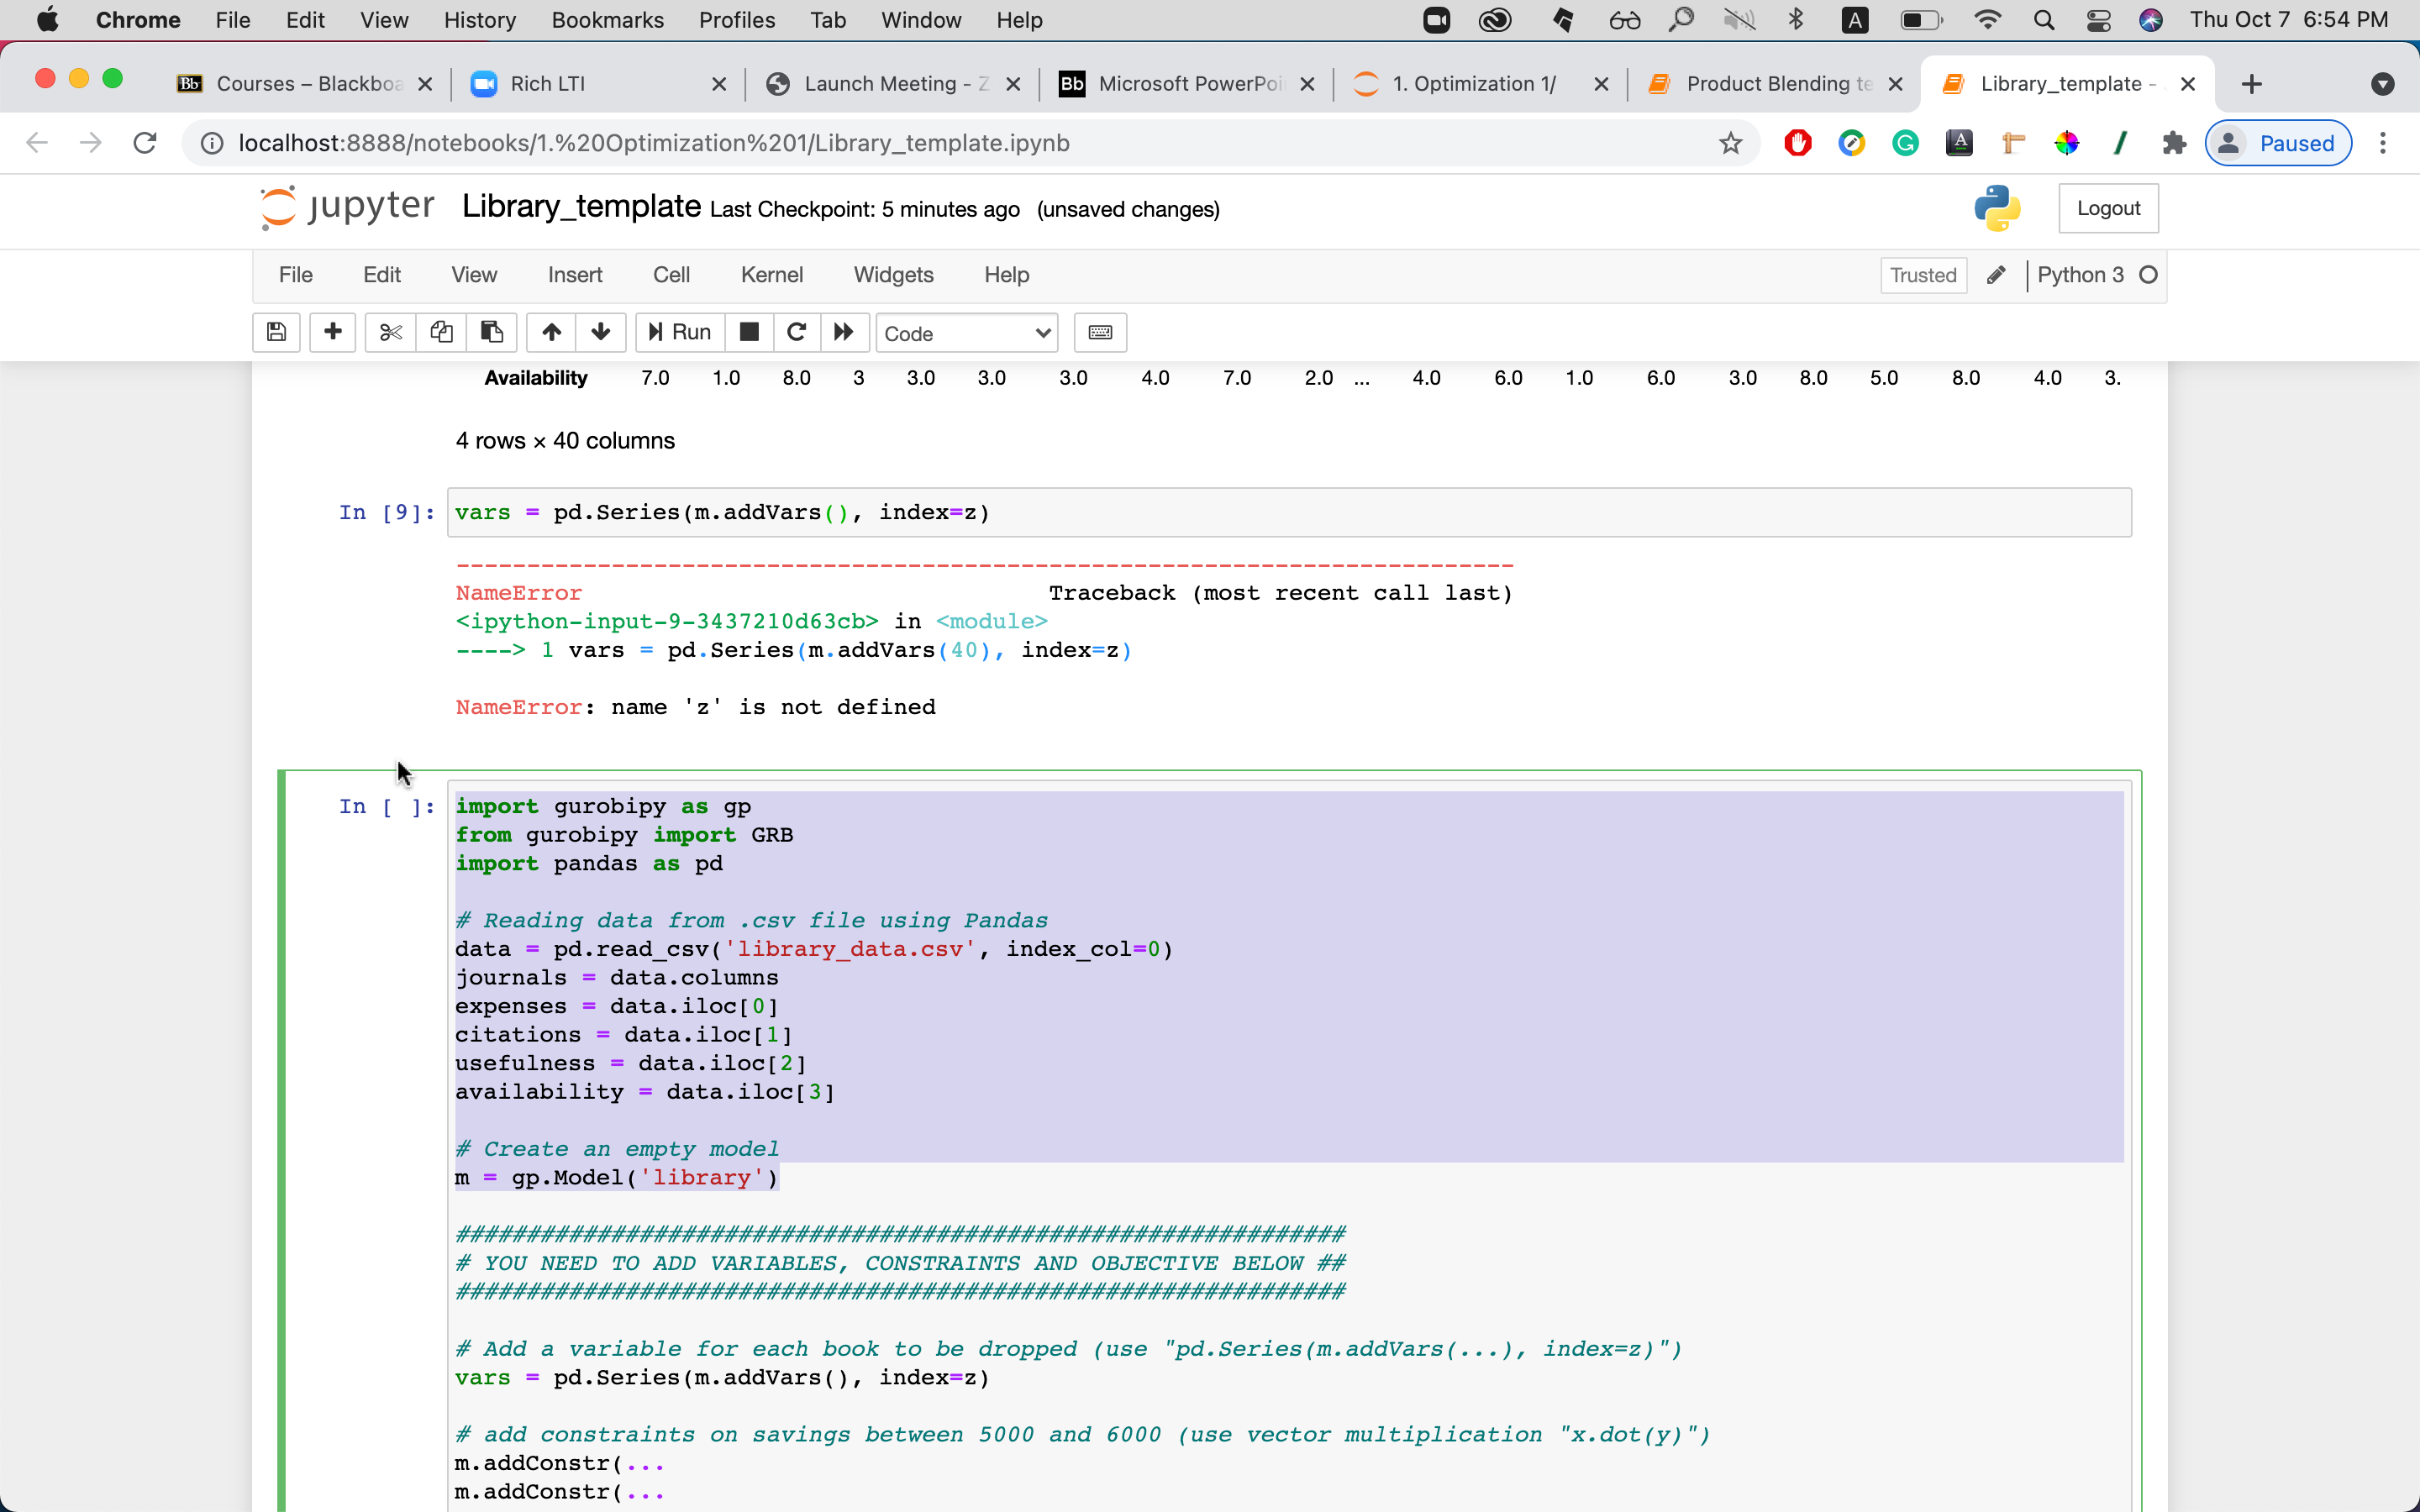 Chrome File Edit View History Bookmarks Profiles Tab Window Help A Thu Oct 7 6:54 PM
Bb Courses – Blackboa Rich LTI Launch Meeting - Z Bb Microsoft PowerPoi 1. Optimization 1/ Product Blending te Library_template -
localhost:8888/notebooks/1.%20Optimization%201/Library_template.ipynb Paused
jupyter Library_template Last Checkpoint: 5 minutes ago (unsaved changes) Logout
File Edit View Insert Cell Kernel Widgets Help Trusted Python 3
Run Code
Availability 7.0 1.0 8.0 3 3.0 3.0 3.0 4.0 7.0 2.0 ... 4.0 6.0 1.0 6.0 3.0 8.0 5.0 8.0 4.0 3.
4 rows × 40 columns
In [9]: vars = pd.Series(m.addVars(), index=z)
---------------------------------------------------------------------------
NameError Traceback (most recent call last)
<ipython-input-9-3437210d63cb> in <module>
----> 1 vars = pd.Series(m.addVars(40), index=z)
NameError: name 'z' is not defined
In [ ]: import gurobipy as gp
from gurobipy import GRB
import pandas as pd
# Reading data from .csv file using Pandas
data = pd.read_csv('library_data.csv', index_col=0)
journals = data.columns
expenses = data.iloc[0]
citations = data.iloc[1]
usefulness = data.iloc[2]
availability = data.iloc[3]
# Create an empty model
m = gp.Model('library')
###############################################################
# YOU NEED TO ADD VARIABLES, CONSTRAINTS AND OBJECTIVE BELOW ##
###############################################################
# Add a variable for each book to be dropped (use "pd.Series(m.addVars(...), index=z)")
vars = pd.Series(m.addVars(), index=z)
# add constraints on savings between 5000 and 6000 (use vector multiplication "x.dot(y)")
m.addConstr(...
m.addConstr(...